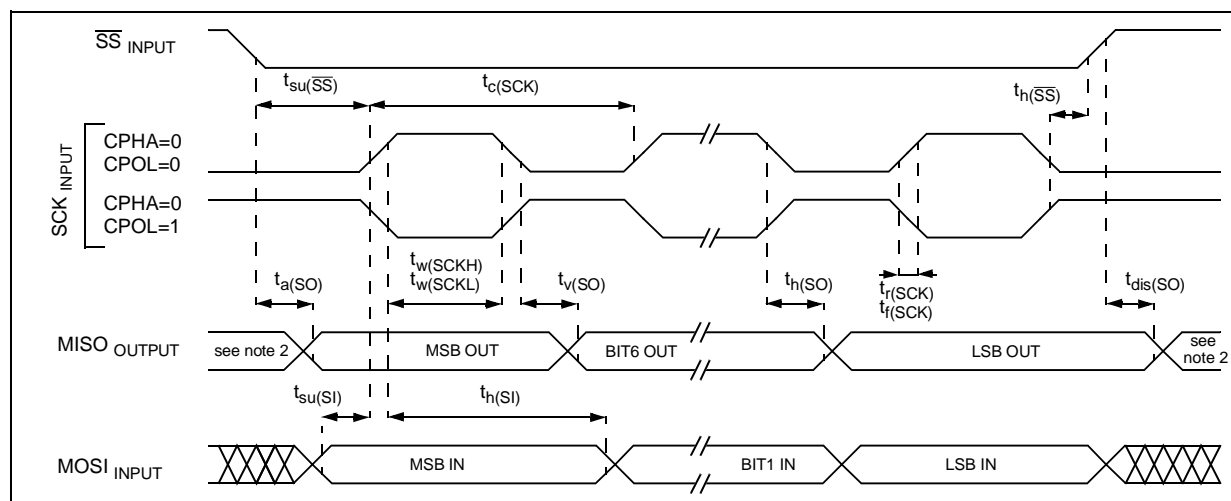 SS INPUT
tsu(SS)
tc(SCK)
th(SS)
SCK INPUT
CPHA=0
CPOL=0
CPHA=0
CPOL=1
ta(SO)
tw(SCKH)
tw(SCKL)
tv(SO)
th(SO)
tr(SCK)
tf(SCK)
tdis(SO)
MISO OUTPUT
see note 2
MSB OUT
BIT6 OUT
LSB OUT
see
note 2
tsu(SI)
th(SI)
MOSI INPUT
MSB IN
BIT1 IN
LSB IN